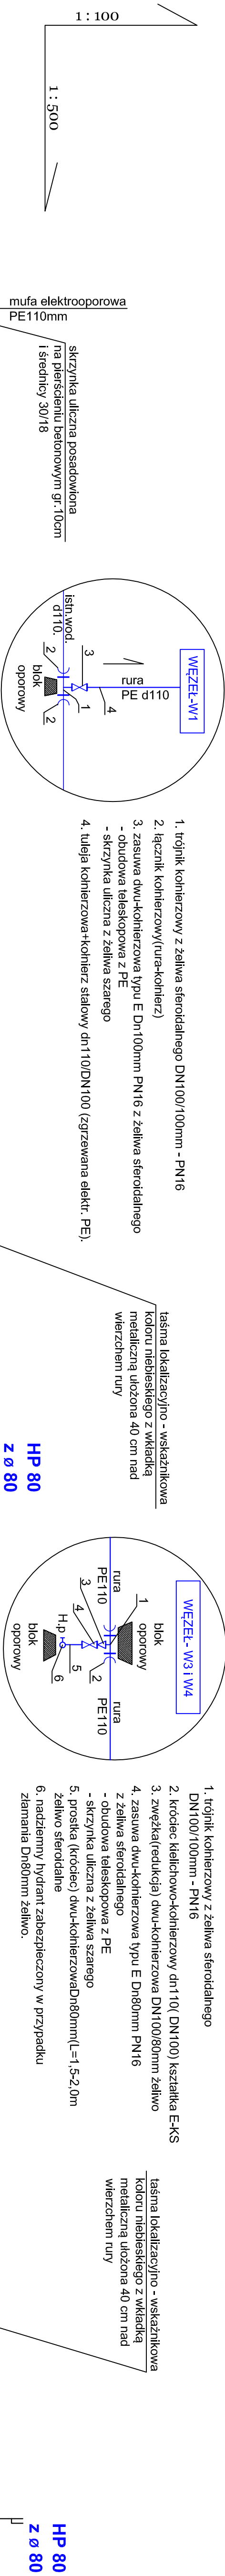 1:100
1:500
mufa elektrooporowa
PE110mm
skrzynka uliczna posadowiona
na pierścieniu betonowym gr.10cm
i średnicy 30/18
WĘZEŁ-W1
rura
PE d110
istn.wod.
d110.
3
4
2
1
2
blok
oporowy
1. trójnik kołnierzowy z żeliwa sferoidalnego DN100/100mm - PN16
2. łącznik kołnierzowy(rura-kołnierz)
3. zasuwa dwu-kołnierzowa typu E Dn100mm PN16 z żeliwa sferoidalnego
- obudowa teleskopowa z PE
- skrzynka uliczna z żeliwa szarego
4. tuleja kołnierzowa+kołnierz stalowy dn110/DN100 (zgrzewana elektr. PE).
taśma lokalizacyjno - wskaźnikowa
koloru niebieskiego z wkładką
metaliczną ułożona 40 cm nad
wierzchem rury
HP 80
z ø 80
WĘZEŁ- W3 i W4
blok
oporowy
rura
PE110
rura
PE110
1
2
3
4
5
6
H.p
blok
oporowy
1. trójnik kołnierzowy z żeliwa sferoidalnego
DN100/100mm - PN16
2. króciec kielichowo-kołnierzowy dn110( DN100) kształtka E-KS
3. zwężka(redukcja) dwu-kołnierzowa DN100/80mm żeliwo
4. zasuwa dwu-kołnierzowa typu E Dn80mm PN16
z żeliwa sferoidalnego
- obudowa teleskopowa z PE
- skrzynka uliczna z żeliwa szarego
5. prostka (króciec) dwu-kołnierzowaDn80mm(L=1,5-2,0m
żeliwo sferoidalne
6. nadziemny hydrant zabezpieczony w przypadku
złamania Dn80mm żeliwo.
taśma lokalizacyjno - wskaźnikowa
koloru niebieskiego z wkładką
metaliczną ułożona 40 cm nad
wierzchem rury
HP 80
z ø 80